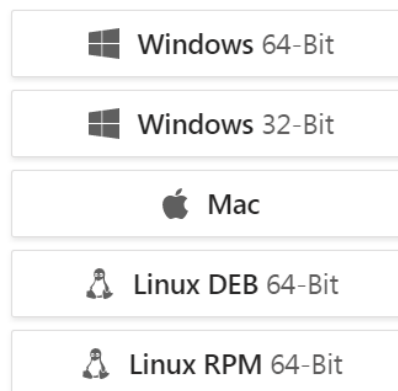 Windows 64-Bit
Windows 32-Bit
Mac
Linux DEB 64-Bit
Linux RPM 64-Bit